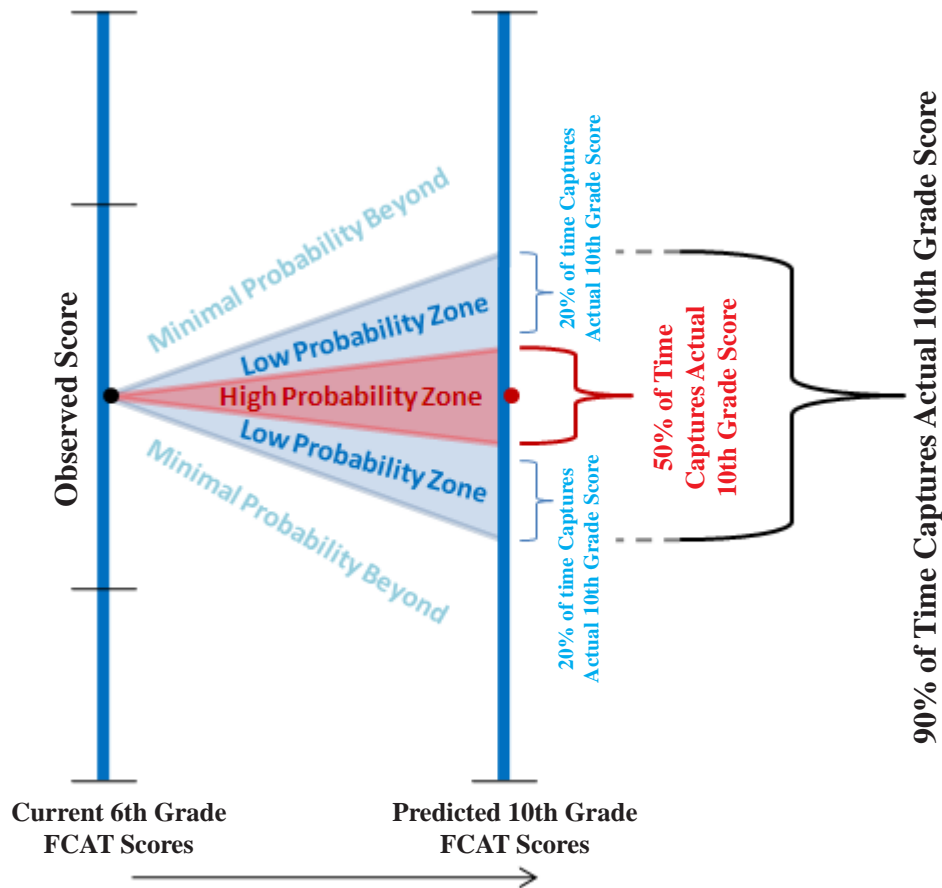 Observed Score
Minimal Probability Beyond
Low Probability Zone
High Probability Zone
Low Probability Zone
Minimal Probability Beyond
20% of time Captures
Actual 10th Grade Score
50% of Time
Captures Actual
10th Grade Score
20% of time Captures
Actual 10th Grade Score
90% of Time Captures Actual 10th Grade Score
Current 6th Grade
FCAT Scores
Predicted 10th Grade
FCAT Scores